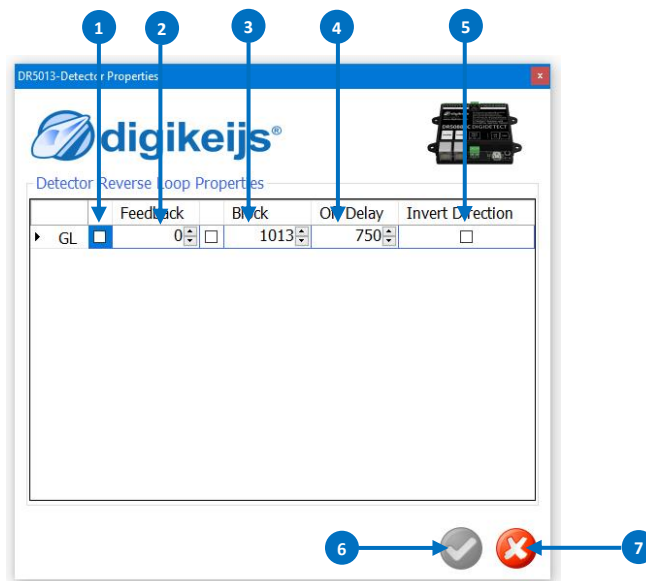 1 2 3 4 5
DR5013-Detector Properties x
digikeijs®
Detector Reverse Loop Properties
Feedback Block Off Delay Invert Direction
GL 0 1013 750
6 7